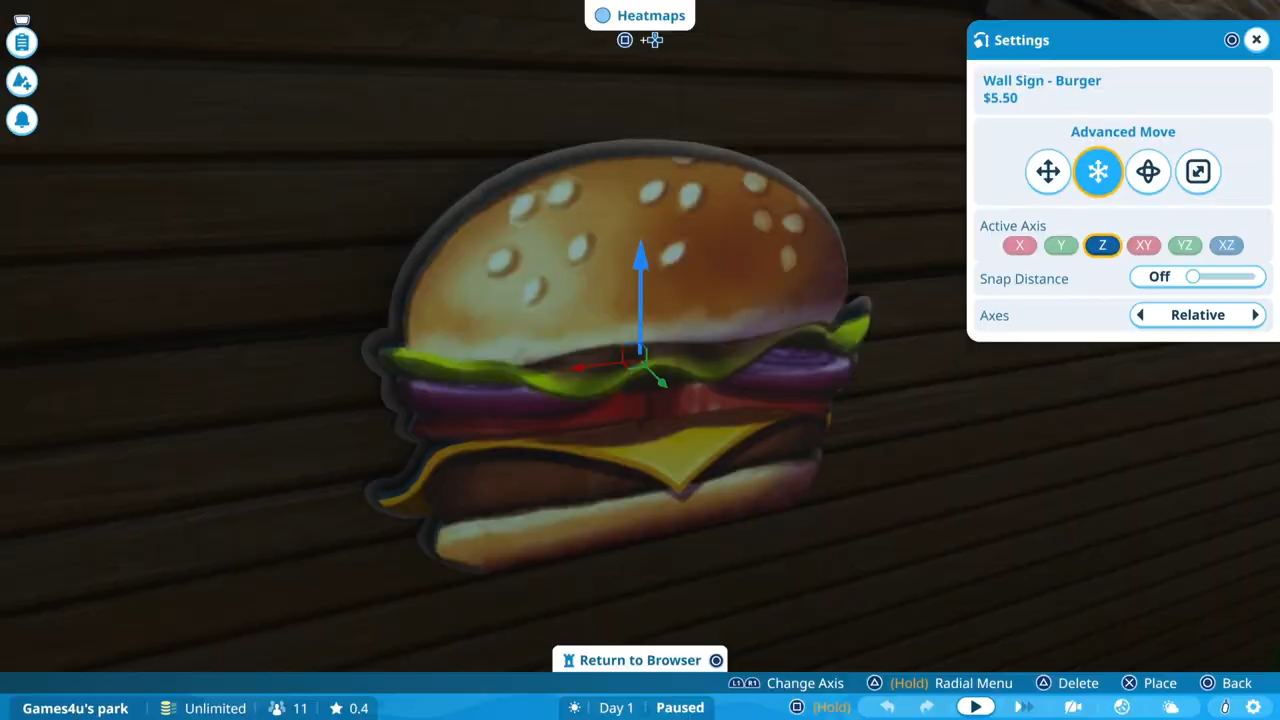 Heatmaps
+
Settings
Wall Sign - Burger
$5.50
Advanced Move
Active Axis
X Y Z XY YZ XZ
Snap Distance Off
Axes Relative
Return to Browser
L1 R1 Change Axis (Hold) Radial Menu Delete Place Back
Games4u's park Unlimited 11 0.4 Day 1 Paused (Hold)